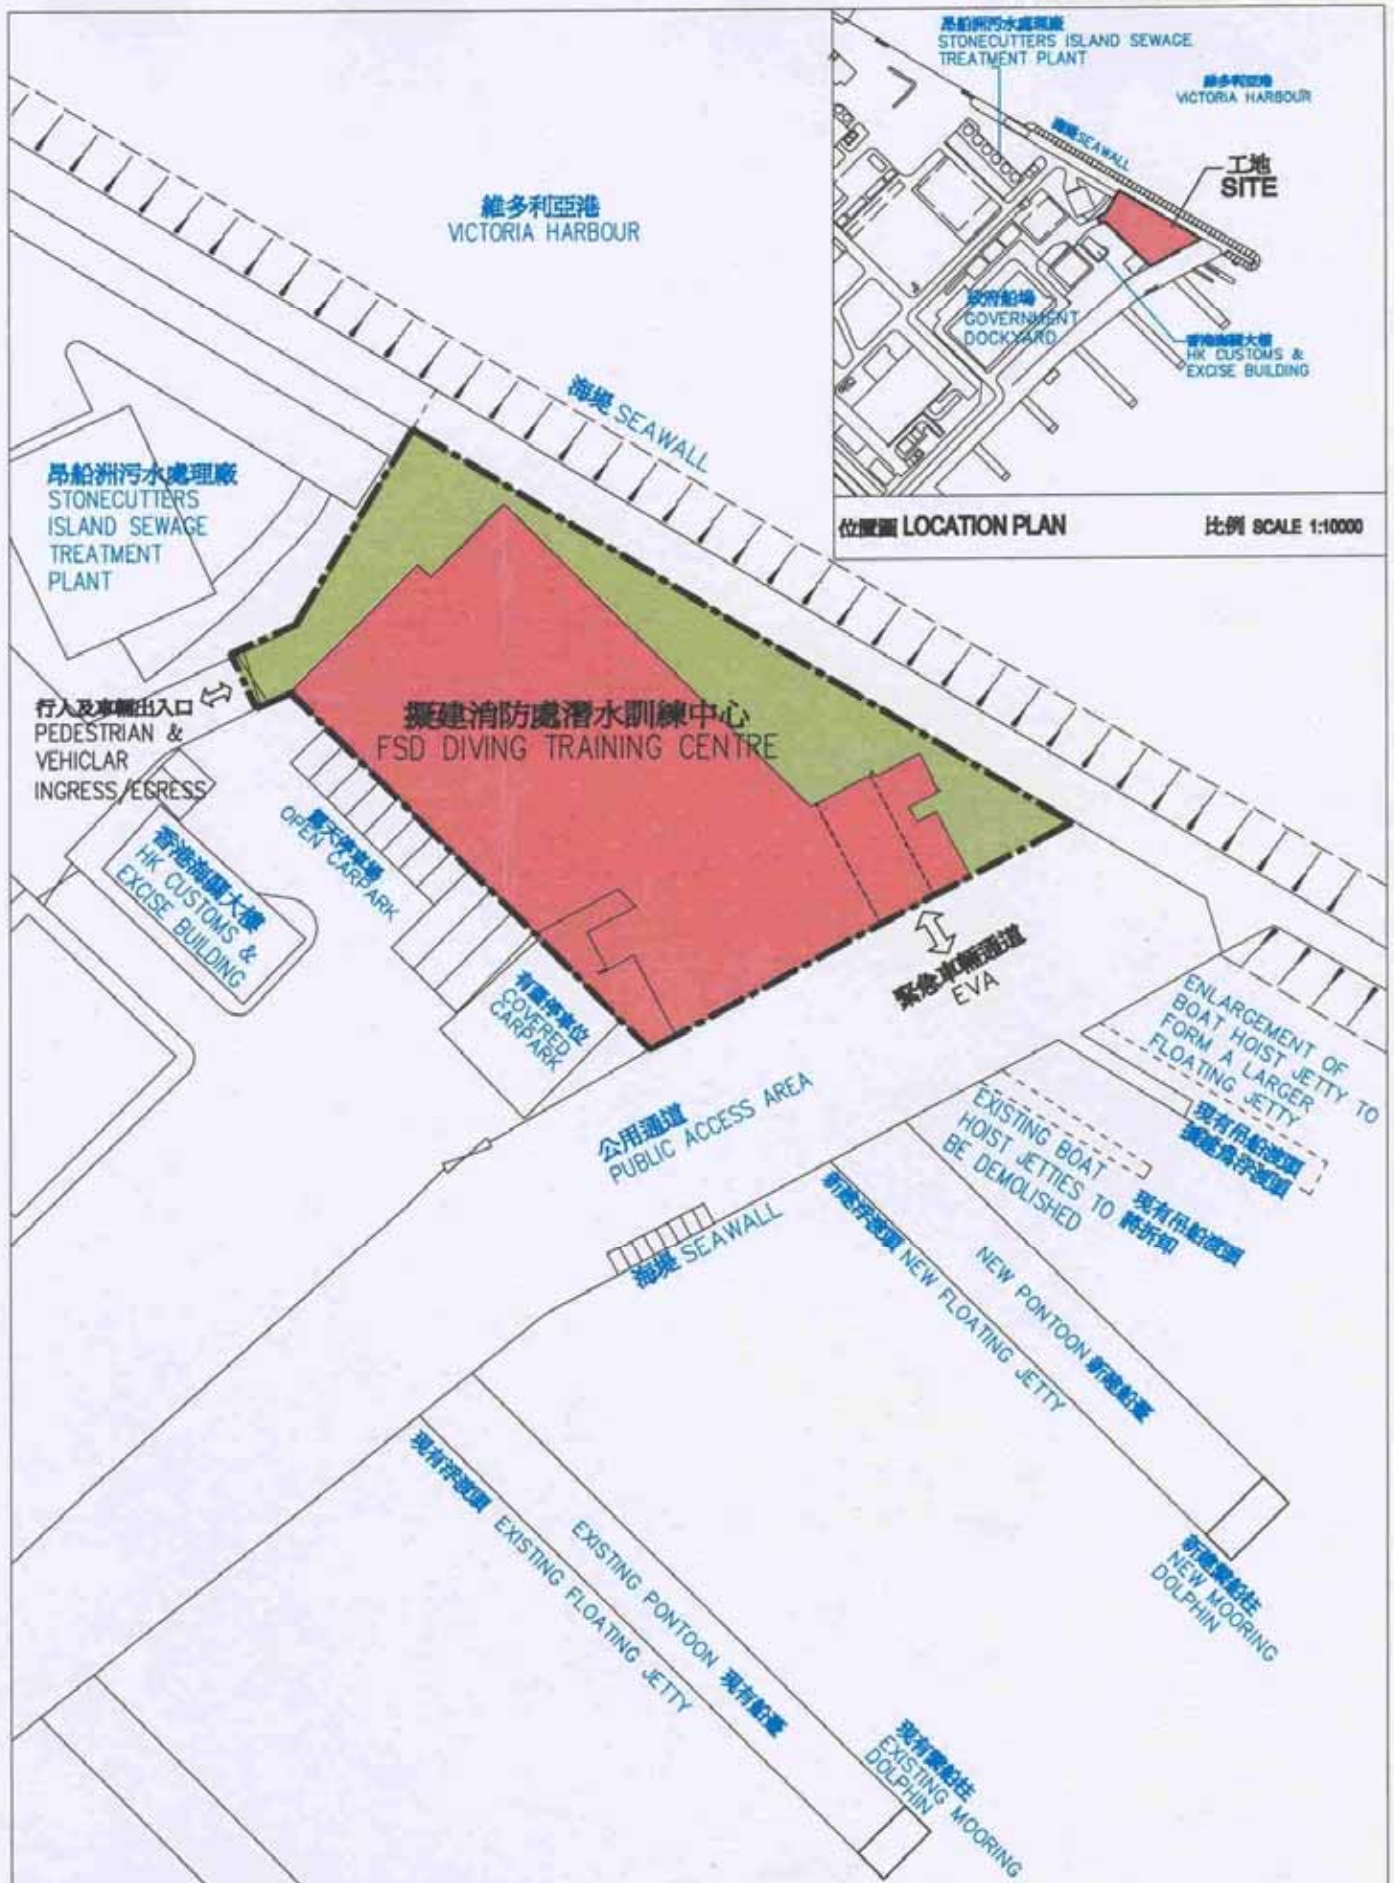 昂船洲污水處理廠
STONECUTTERS ISLAND SEWAGE
TREATMENT PLANT
維多利亞港
VICTORIA HARBOUR
海堤 SEAWALL
工地
SITE
政府船塢
GOVERNMENT
DOCKYARD
香港海關大樓
HK CUSTOMS &
EXCISE BUILDING
位置圖 LOCATION PLAN
比例 SCALE 1:10000
維多利亞港
VICTORIA HARBOUR
海堤 SEAWALL
昂船洲污水處理廠
STONECUTTERS
ISLAND SEWAGE
TREATMENT
PLANT
行人及車輛出入口
PEDESTRIAN &
VEHICLAR
INGRESS/EGRESS
擬建消防處潛水訓練中心
FSD DIVING TRAINING CENTRE
露天停車場
OPEN CARPARK
香港海關大樓
HK CUSTOMS &
EXCISE BUILDING
有蓋停車位
COVERED
CARPARK
緊急車輛通道
EVA
公用通道
PUBLIC ACCESS AREA
海堤 SEAWALL
ENLARGEMENT OF
BOAT HOIST JETTY TO
FORM A LARGER
FLOATING JETTY
現有吊船渡頭
擴建為浮渡頭
EXISTING BOAT
HOIST JETTIES TO
BE DEMOLISHED
現有吊船渡頭
將拆卸
新建浮渡頭 NEW FLOATING JETTY
NEW PONTOON 新建船躉
新建繫船柱
NEW MOORING
DOLPHIN
現有浮渡頭 EXISTING FLOATING JETTY
EXISTING PONTOON 現有船躉
現有繫船柱
EXISTING MOORING
DOLPHIN